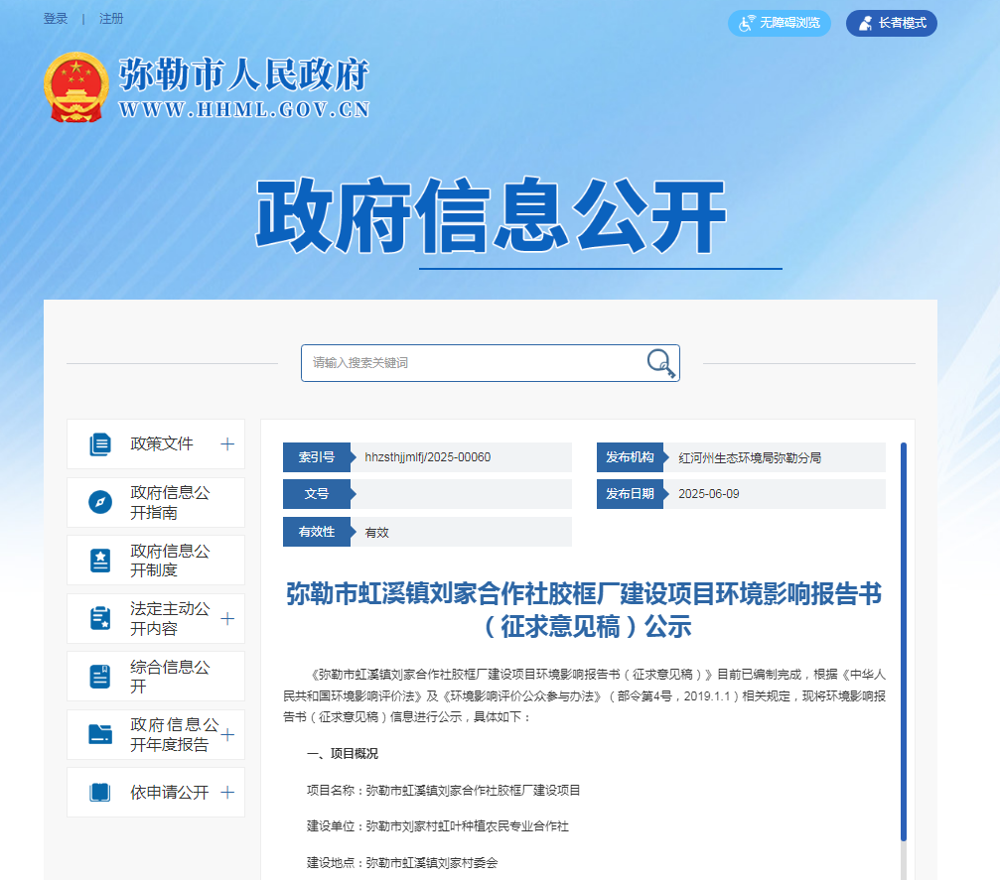 登录 | 注册
无障碍浏览
长者模式
弥勒市人民政府
WWW.HHML.GOV.CN
政府信息公开
请输入搜索关键词
政策文件
政府信息公
开指南
政府信息公
开制度
法定主动公
开内容
综合信息公
开
政府信息公
开年度报告
依申请公开
索引号 hhzsthjjmlfj/2025-00060
发布机构 红河州生态环境局弥勒分局
文号
发布日期 2025-06-09
有效性 有效
弥勒市虹溪镇刘家合作社胶框厂建设项目环境影响报告书
（征求意见稿）公示
《弥勒市虹溪镇刘家合作社胶框厂建设项目环境影响报告书（征求意见稿）》目前已编制完成，根据《中华人
民共和国环境影响评价法》及《环境影响评价公众参与办法》（部令第4号，2019.1.1）相关规定，现将环境影响报
告书（征求意见稿）信息进行公示，具体如下：
一、项目概况
项目名称：弥勒市虹溪镇刘家合作社胶框厂建设项目
建设单位：弥勒市刘家村虹叶种植农民专业合作社
建设地点：弥勒市虹溪镇刘家村委会